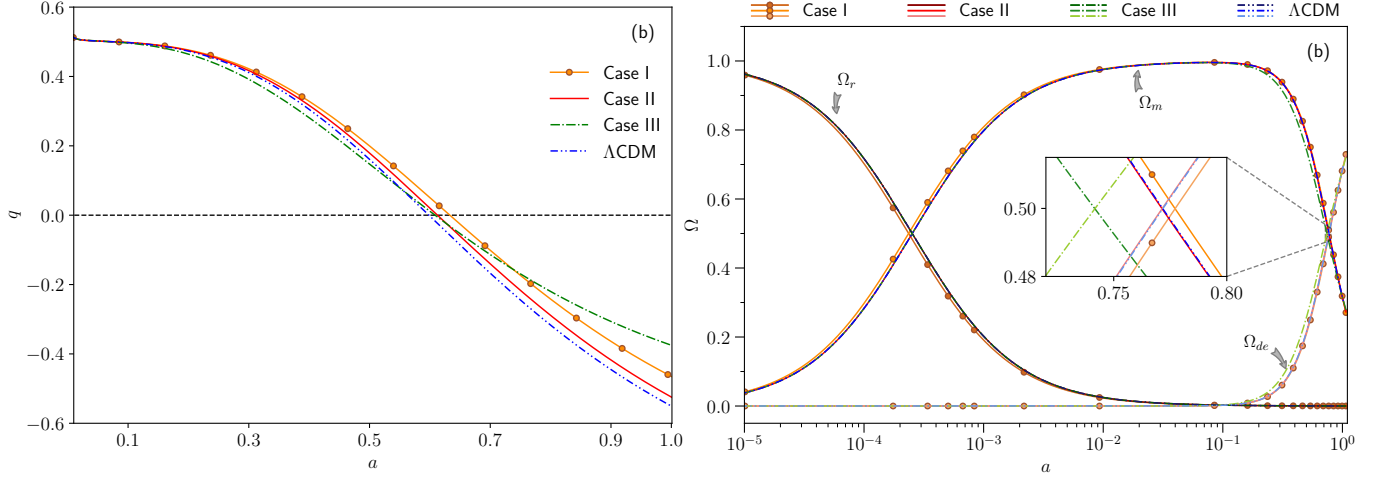 0.6
0.4
0.2
0.0
−0.2
−0.4
−0.6
q
0.1
0.3
0.5
0.7
0.9
1.0
a
(b)
Case I
Case II
Case III
ΛCDM
Case I
Case II
Case III
ΛCDM
(b)
1.0
0.8
0.6
0.4
0.2
0.0
Ω
Ω_r
Ω_m
Ω_{de}
0.50
0.48
0.75
0.80
10^{−5}
10^{−4}
10^{−3}
10^{−2}
10^{−1}
10^{0}
a